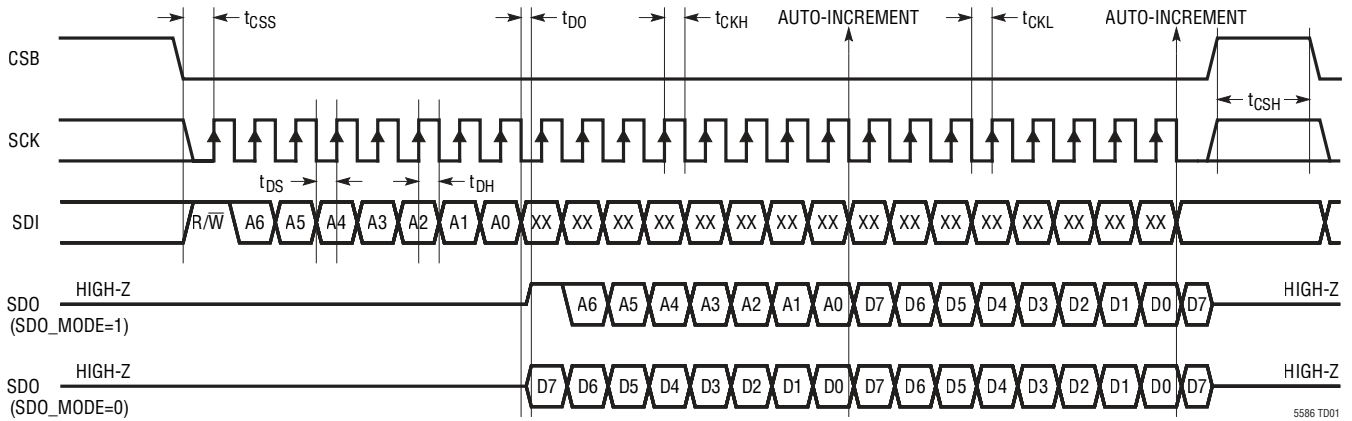 tCSS tDO tCKH AUTO-INCREMENT tCKL AUTO-INCREMENT
CSB
tCSH
SCK
tDS tDH
SDI R/W̅ A6 A5 A4 A3 A2 A1 A0 XX XX XX XX XX XX XX XX XX XX XX XX XX XX XX XX
HIGH-Z HIGH-Z
SDO A6 A5 A4 A3 A2 A1 A0 D7 D6 D5 D4 D3 D2 D1 D0 D7
(SDO_MODE=1)
HIGH-Z HIGH-Z
SDO D7 D6 D5 D4 D3 D2 D1 D0 D7 D6 D5 D4 D3 D2 D1 D0 D7
(SDO_MODE=0)
5586 TD01